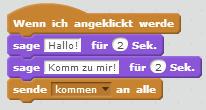 Wenn ich angeklickt werde
sage Hallo! für 2 Sek.
sage Komm zu mir! für 2 Sek.
sende kommen an alle